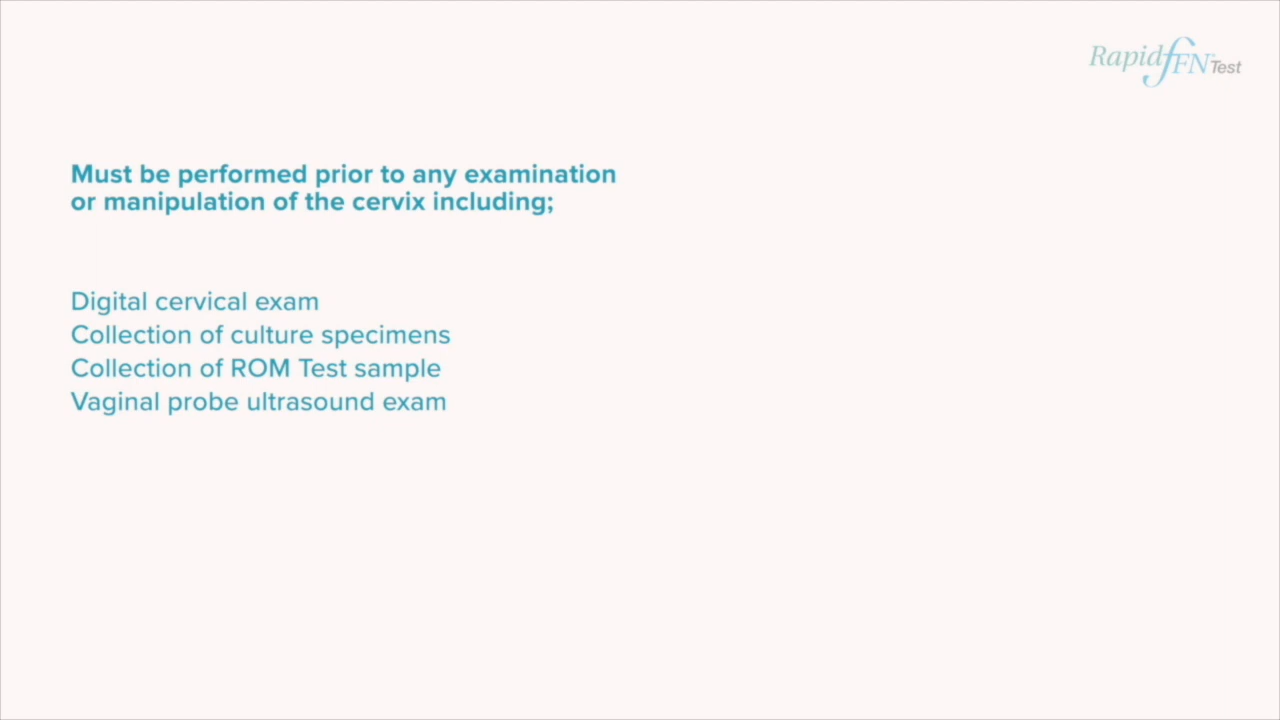 Rapid fFN Test
Must be performed prior to any examination
or manipulation of the cervix including;
Digital cervical exam
Collection of culture specimens
Collection of ROM Test sample
Vaginal probe ultrasound exam